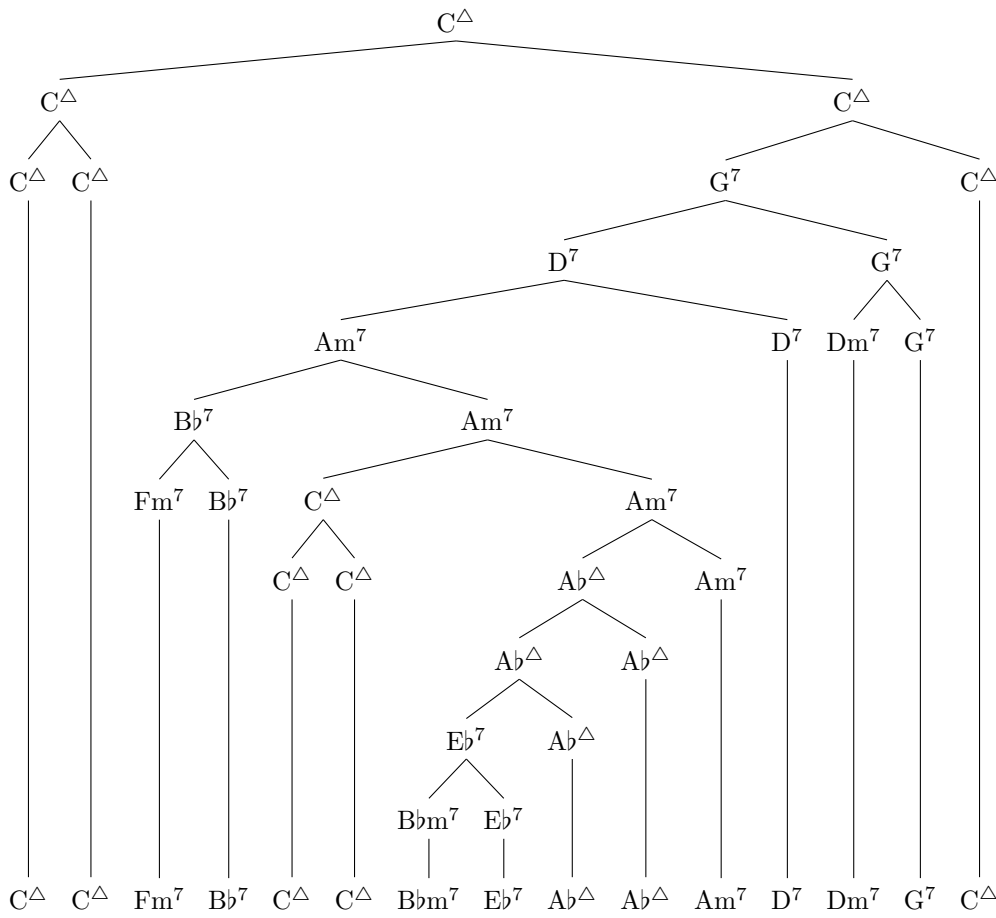 C△
C△ C△
C△ C△ G⁷ C△
D⁷ G⁷
Am⁷ D⁷ Dm⁷ G⁷
B♭⁷ Am⁷
Fm⁷ B♭⁷ C△ Am⁷
C△ C△ A♭△ Am⁷
A♭△ A♭△
E♭⁷ A♭△
B♭m⁷ E♭⁷
C△ C△ Fm⁷ B♭⁷ C△ C△ B♭m⁷ E♭⁷ A♭△ A♭△ Am⁷ D⁷ Dm⁷ G⁷ C△